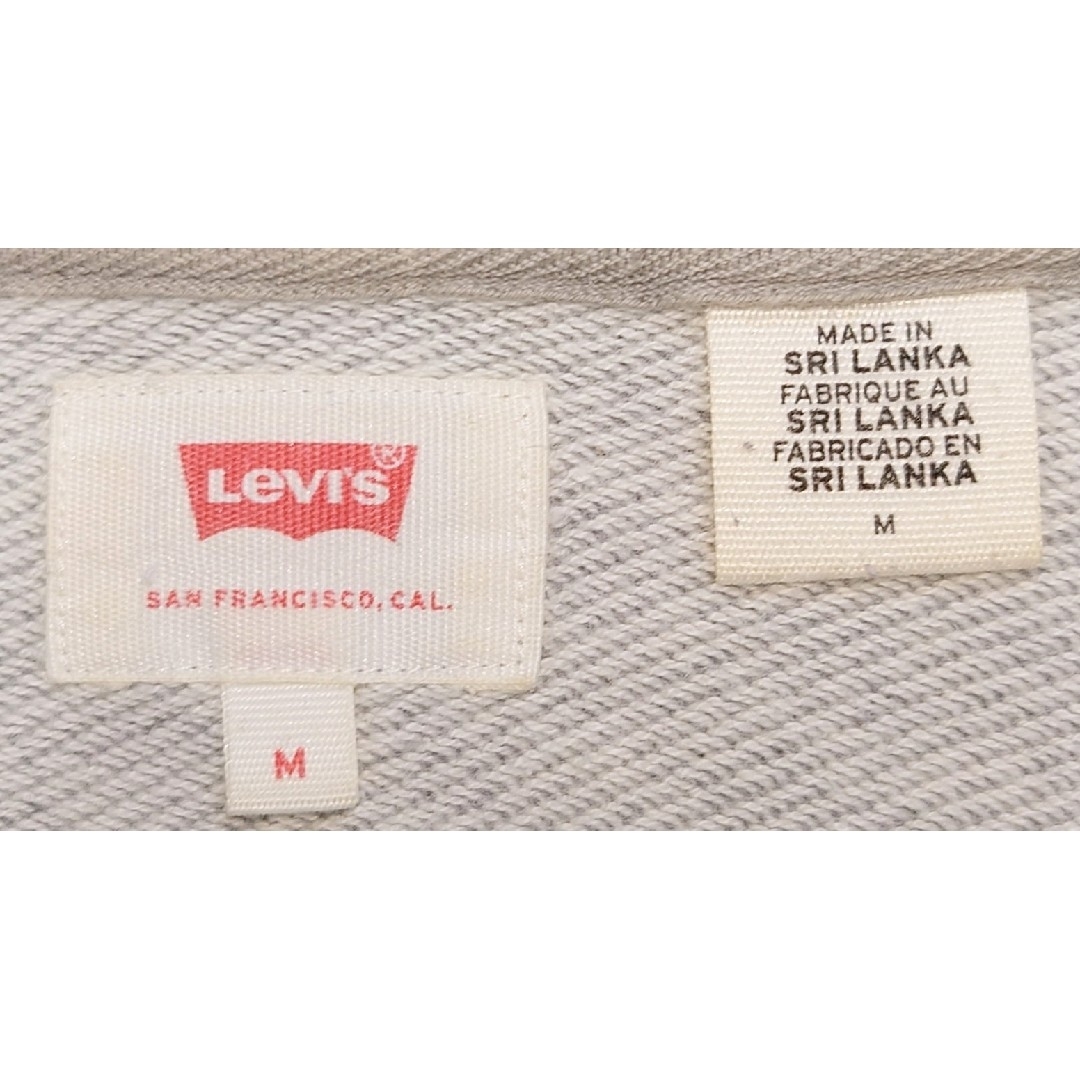 LEVI'S®
SAN FRANCISCO, CAL.
M
MADE IN
SRI LANKA
FABRIQUE AU
SRI LANKA
FABRICADO EN
SRI LANKA
M